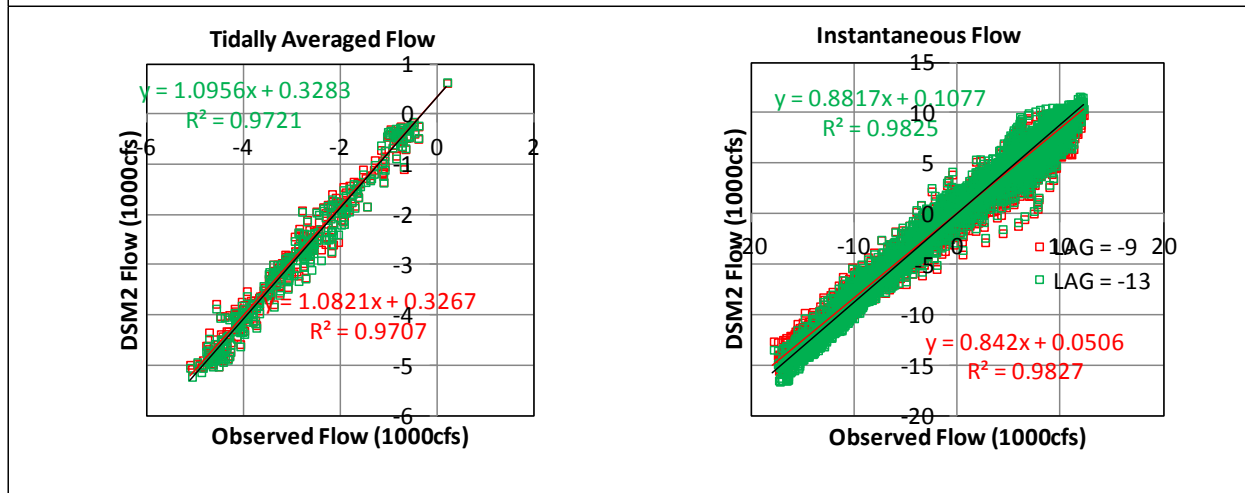 Tidally Averaged Flow
y = 1.0956x + 0.3283
R² = 0.9721
1
0
-1
-2
-3
-4
-5
-6
-6
-4
-2
0
2
y = 1.0821x + 0.3267
R² = 0.9707
DSM2 Flow (1000cfs)
Observed Flow (1000cfs)
Instantaneous Flow
y = 0.8817x + 0.1077
R² = 0.9825
15
10
5
0
-5
-10
-15
-20
-20
-10
0
10
20
LAG = -9
LAG = -13
y = 0.842x + 0.0506
R² = 0.9827
DSM2 Flow (1000cfs)
Observed Flow (1000cfs)